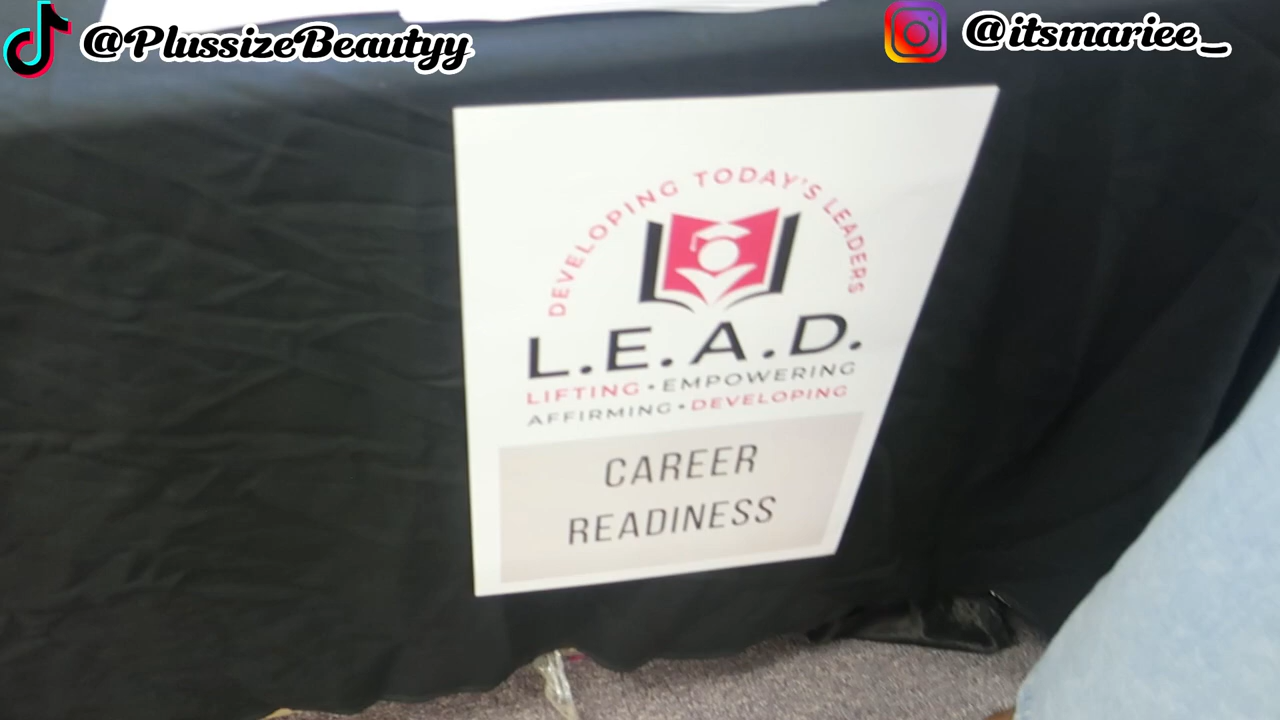 @PlussizeBeautyy
@itsmariee_
DEVELOPING TODAY'S LEADERS
L.E.A.D.
LIFTING • EMPOWERING
AFFIRMING • DEVELOPING
CAREER
READINESS